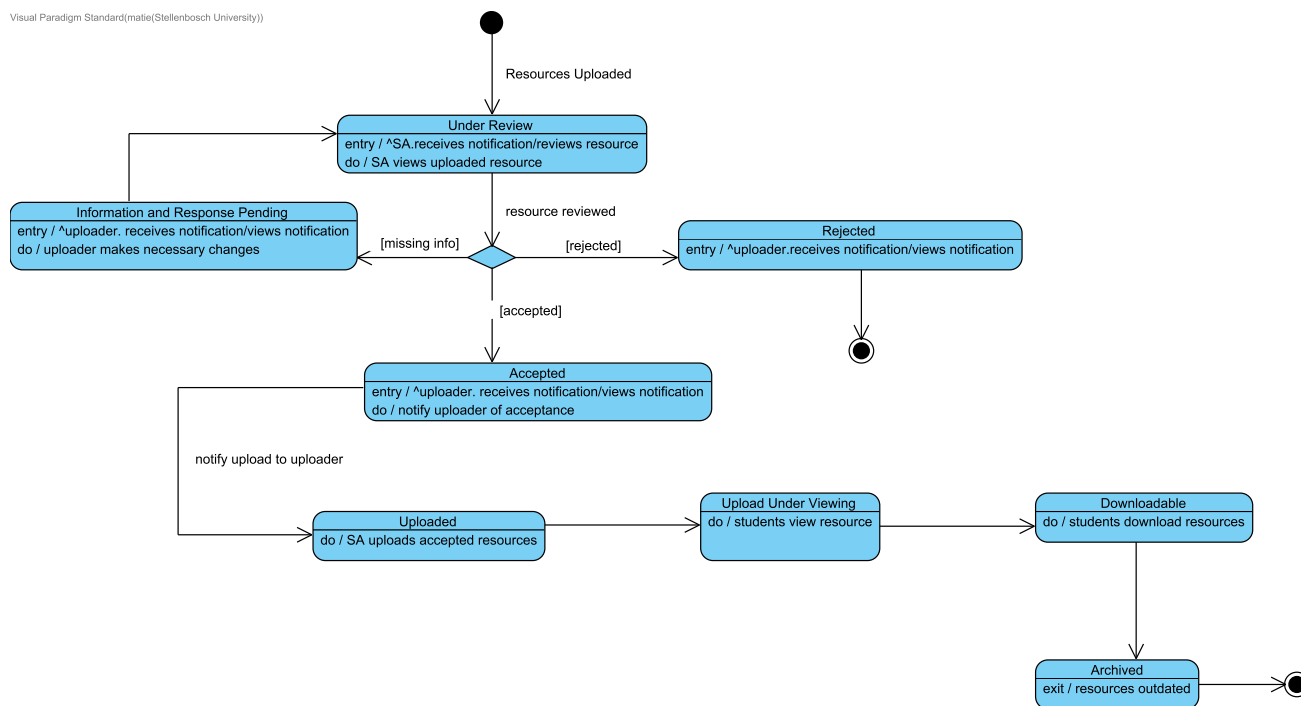 Visual Paradigm Standard(matie(Stellenbosch University))
Resources Uploaded
Under Review
entry / ^SA.receives notification/reviews resource
do / SA views uploaded resource
Information and Response Pending
entry / ^uploader. receives notification/views notification
do / uploader makes necessary changes
resource reviewed
[missing info]
[rejected]
Rejected
entry / ^uploader.receives notification/views notification
[accepted]
Accepted
entry / ^uploader. receives notification/views notification
do / notify uploader of acceptance
notify upload to uploader
Uploaded
do / SA uploads accepted resources
Upload Under Viewing
do / students view resource
Downloadable
do / students download resources
Archived
exit / resources outdated